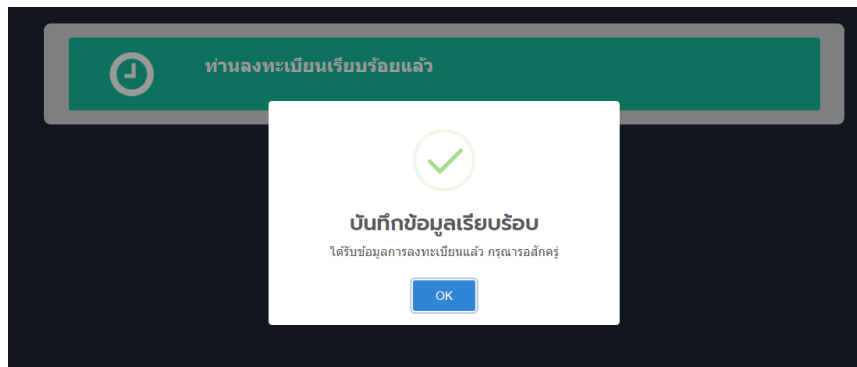 ท่านลงทะเบียนเรียบร้อยแล้ว
บันทึกข้อมูลเรียบร้อบ
ได้รับข้อมูลการลงทะเบียนแล้ว กรุณารอสักครู่
OK